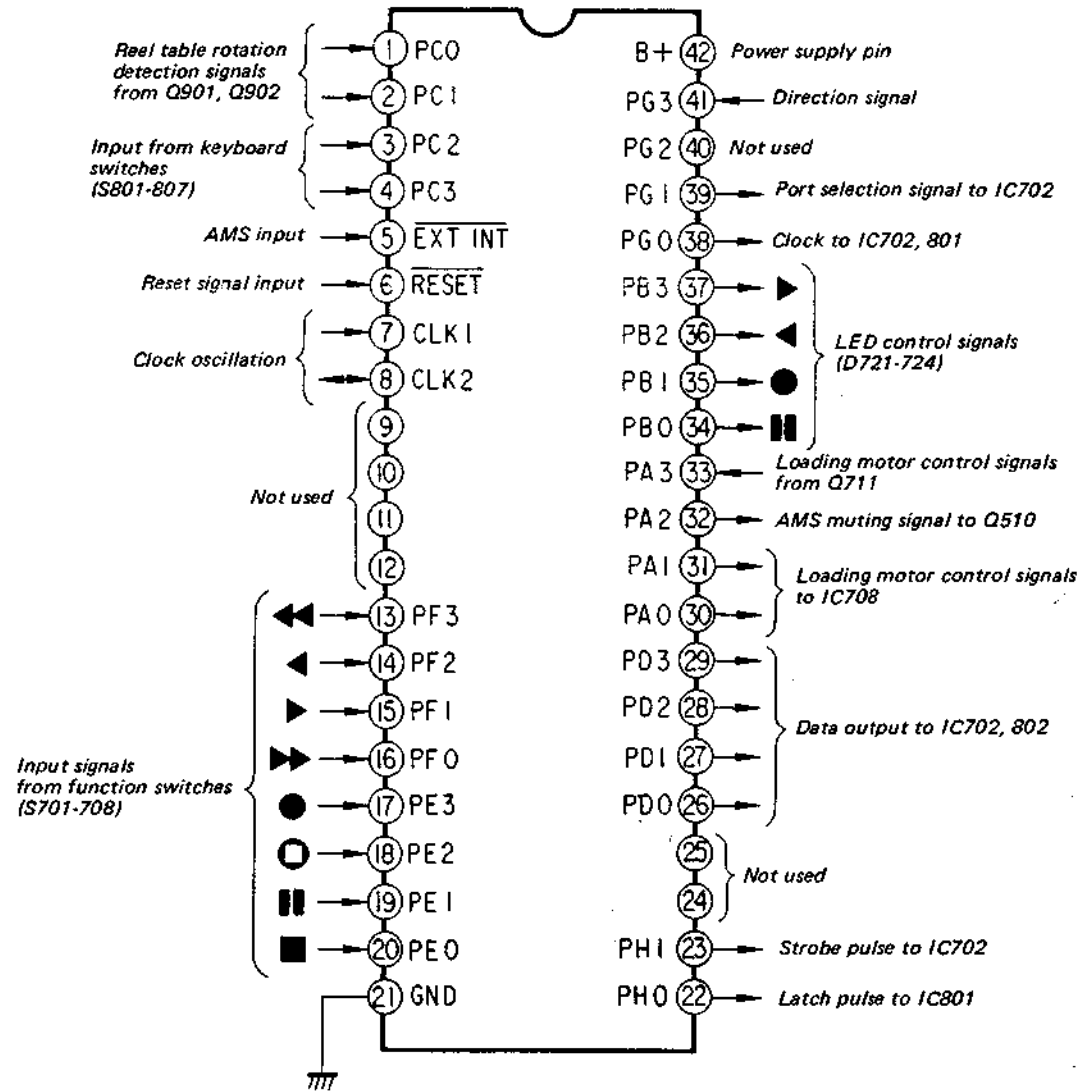 Reel table rotation
detection signals
from Q901, Q902
1 PC0
2 PC1
Input from keyboard
switches
(S801-807)
3 PC2
4 PC3
AMS input 5 EXT INT
Reset signal input 6 RESET
Clock oscillation
7 CLK1
8 CLK2
9
10
11
12
Not used
Input signals
from function switches
(S701-708)
13 PF3
14 PF2
15 PF1
16 PF0
17 PE3
18 PE2
19 PE1
20 PE0
21 GND
B+ 42 Power supply pin
PG3 41 Direction signal
PG2 40 Not used
PG1 39 Port selection signal to IC702
PG0 38 Clock to IC702, 801
PB3 37
PB2 36
PB1 35
PB0 34
LED control signals
(D721-724)
PA3 33 Loading motor control signals
from Q711
PA2 32 AMS muting signal to Q510
PA1 31
PA0 30
Loading motor control signals
to IC708
PD3 29
PD2 28
PD1 27
PD0 26
Data output to IC702, 802
25
24
Not used
PH1 23 Strobe pulse to IC702
PH0 22 Latch pulse to IC801